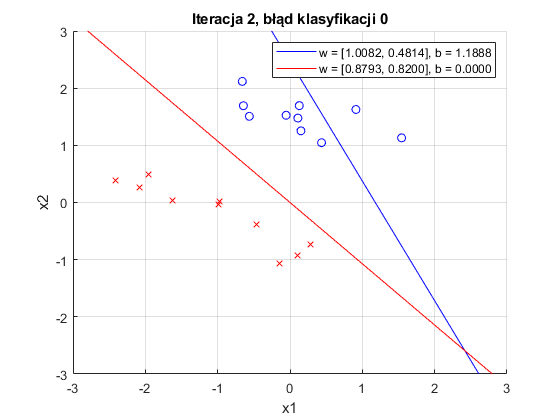 Iteracja 2, błąd klasyfikacji 0
w = [1.0082, 0.4814], b = 1.1888
w = [0.8793, 0.8200], b = 0.0000
3
2
1
0
-1
-2
-3
x2
-3
-2
-1
0
1
2
3
x1